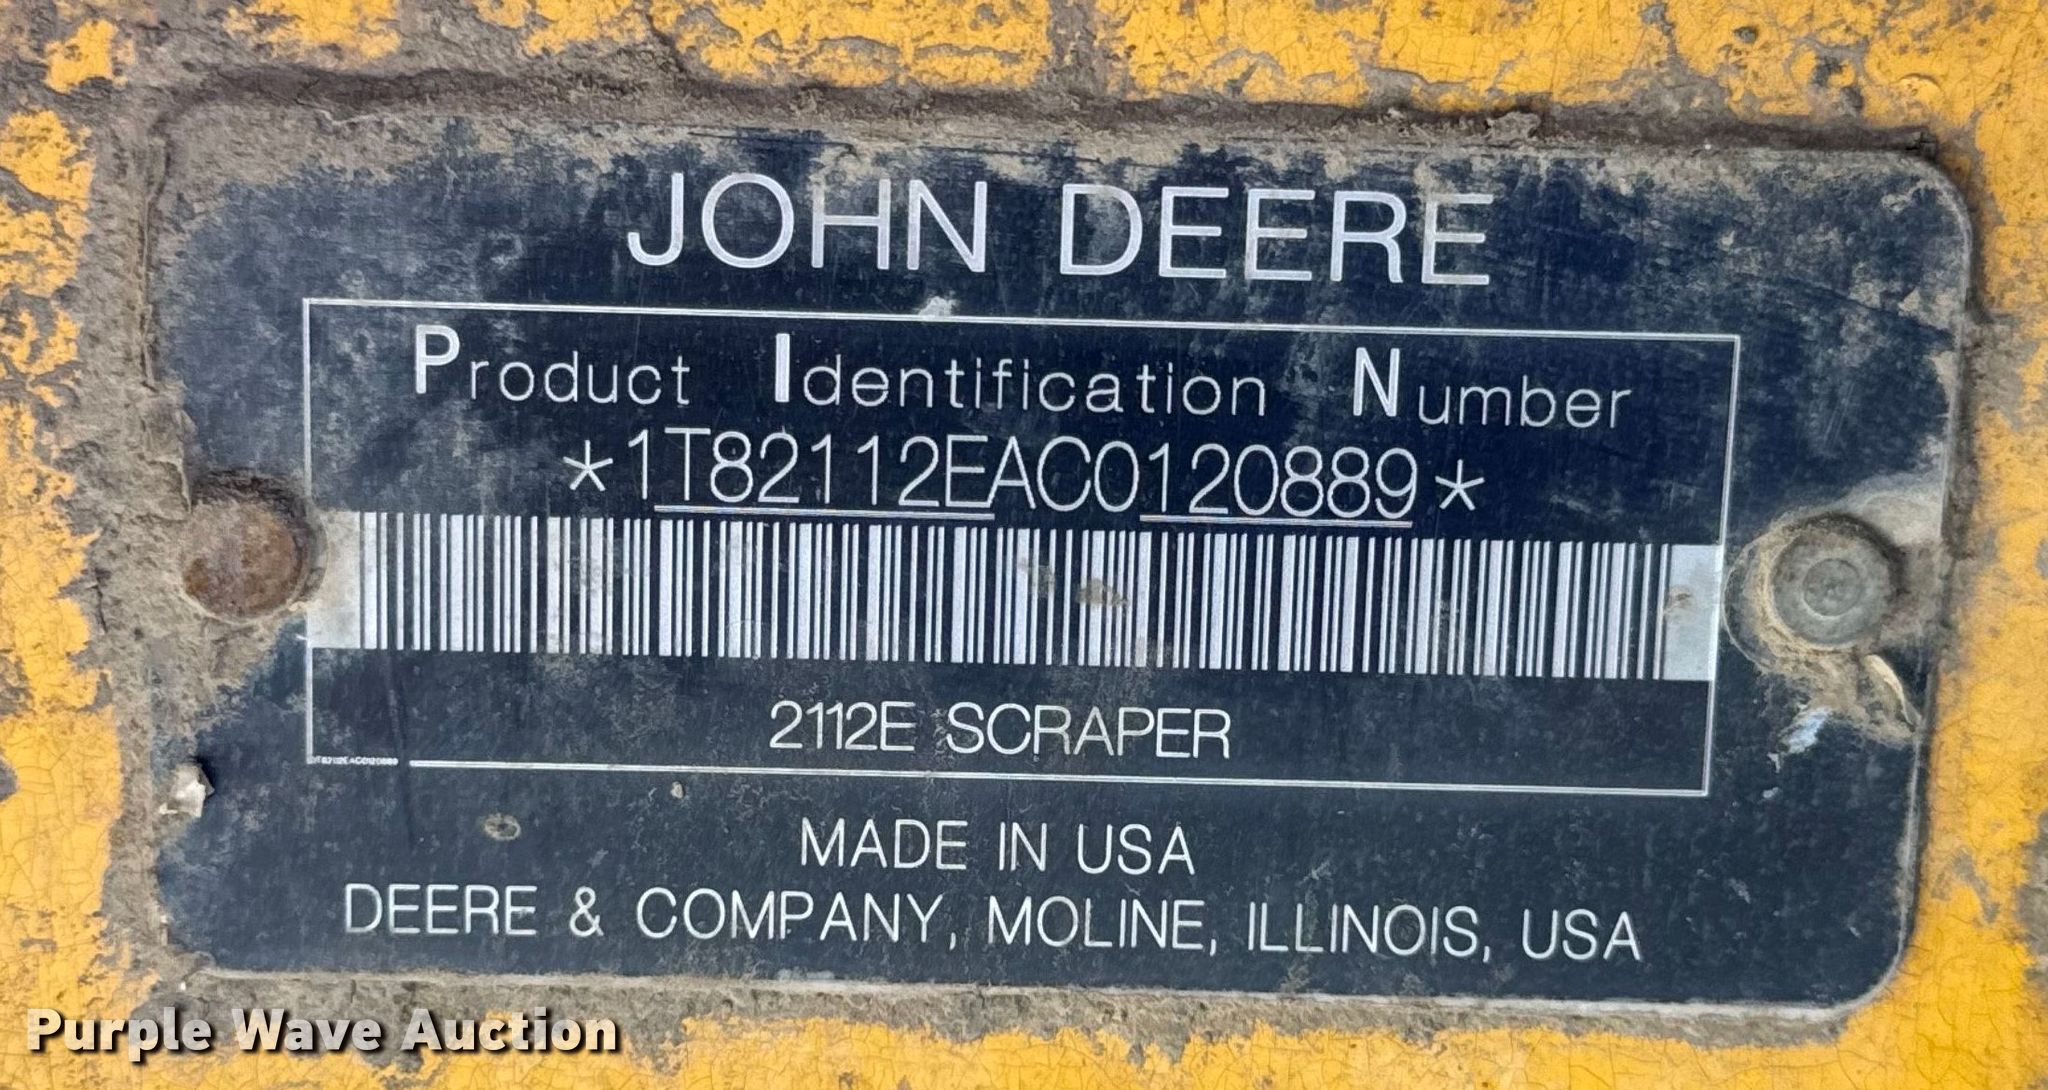 JOHN DEERE
Product Identification Number
*1T82112EAC0120889*
2112E SCRAPER
1T82112EAC0120889
MADE IN USA
DEERE & COMPANY, MOLINE, ILLINOIS, USA
Purple Wave Auction